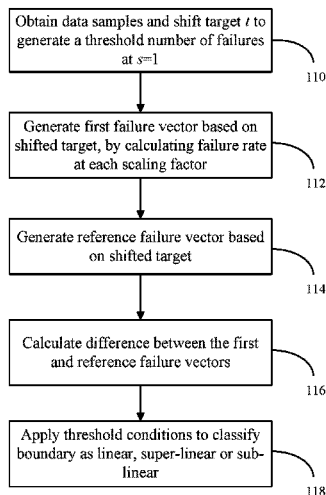 Obtain data samples and shift target t to
generate a threshold number of failures
at s=1
110
Generate first failure vector based on
shifted target, by calculating failure rate
at each scaling factor
112
Generate reference failure vector based
on shifted target
114
Calculate difference between the first
and reference failure vectors
116
Apply threshold conditions to classify
boundary as linear, super-linear or sub-
linear
118